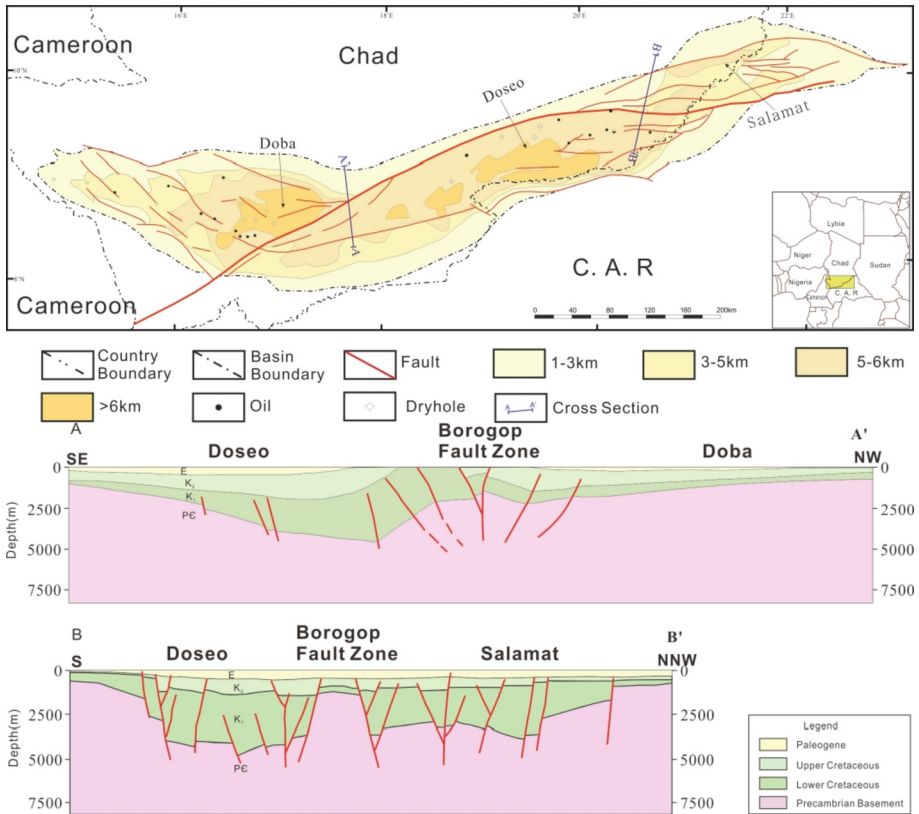 16°E 18°E 20°E 22°E
Cameroon
Chad
10°N
Doseo
B'
Salamat
Doba
A'
B
A
C. A. R
8°N
Cameroon
0 40 80 120 160 200km
Lybia
Niger
Chad
Sudan
Nigeria
C. A. R
Country Boundary
Basin Boundary
Fault
1-3km
3-5km
5-6km
>6km
Oil
Dryhole
A A'
Cross Section
A
SE
Doseo
Borogop
Fault Zone
Doba
A'
NW
Depth(m)
0
2500
5000
7500
E
K₂
K₁
PЄ
0
2500
5000
7500
B
S
Doseo
Borogop
Fault Zone
Salamat
B'
NNW
Depth(m)
0
2500
5000
7500
E
K₂
K₁
PЄ
0
2500
5000
7500
Legend
Paleogene
Upper Cretaceous
Lower Cretaceous
Precambrian Basement